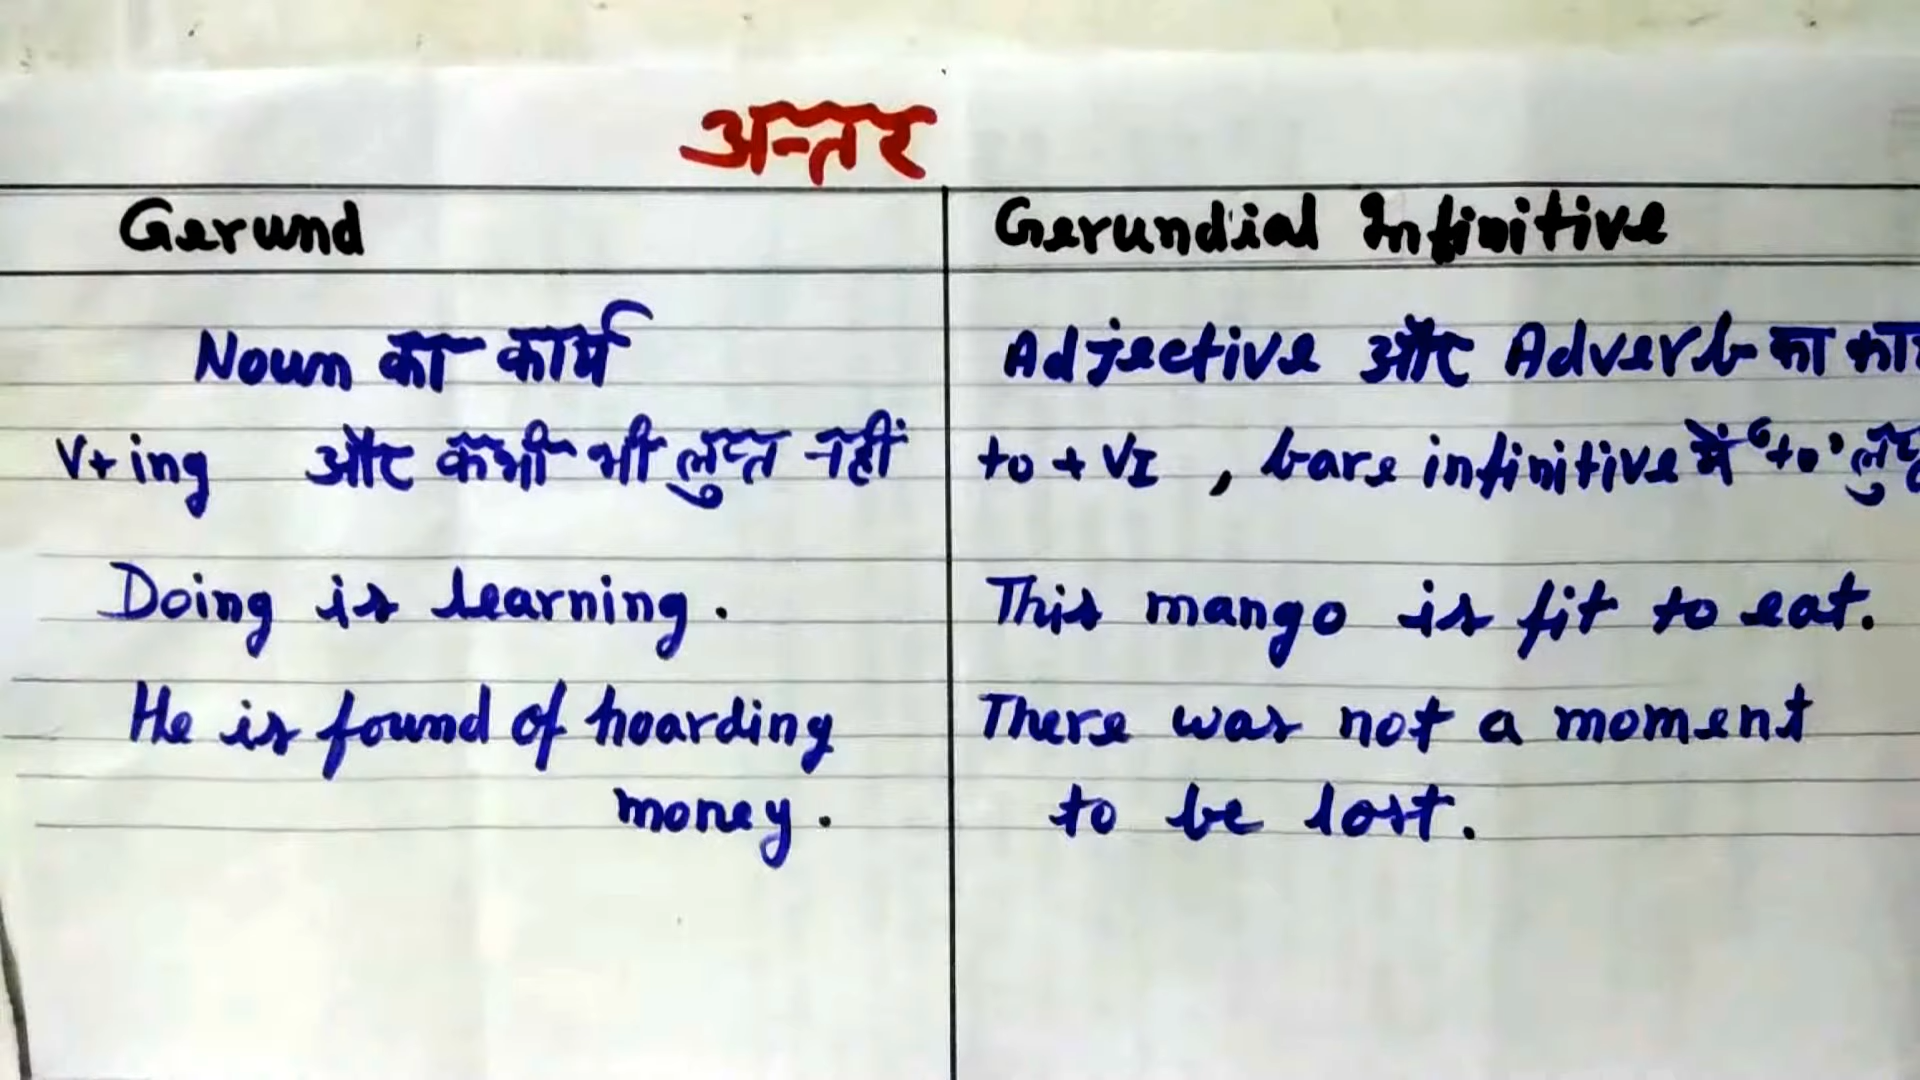 अन्तर
Gerund
Gerundial Infinitive
Noun का कार्य
Adjective और Adverb का
V+ing और कभी भी लुप्त नहीं
to + VI , bare infinitive में 'to'
Doing is learning.
This mango is fit to eat.
He is found of hoarding
money.
There was not a moment
to be lost.